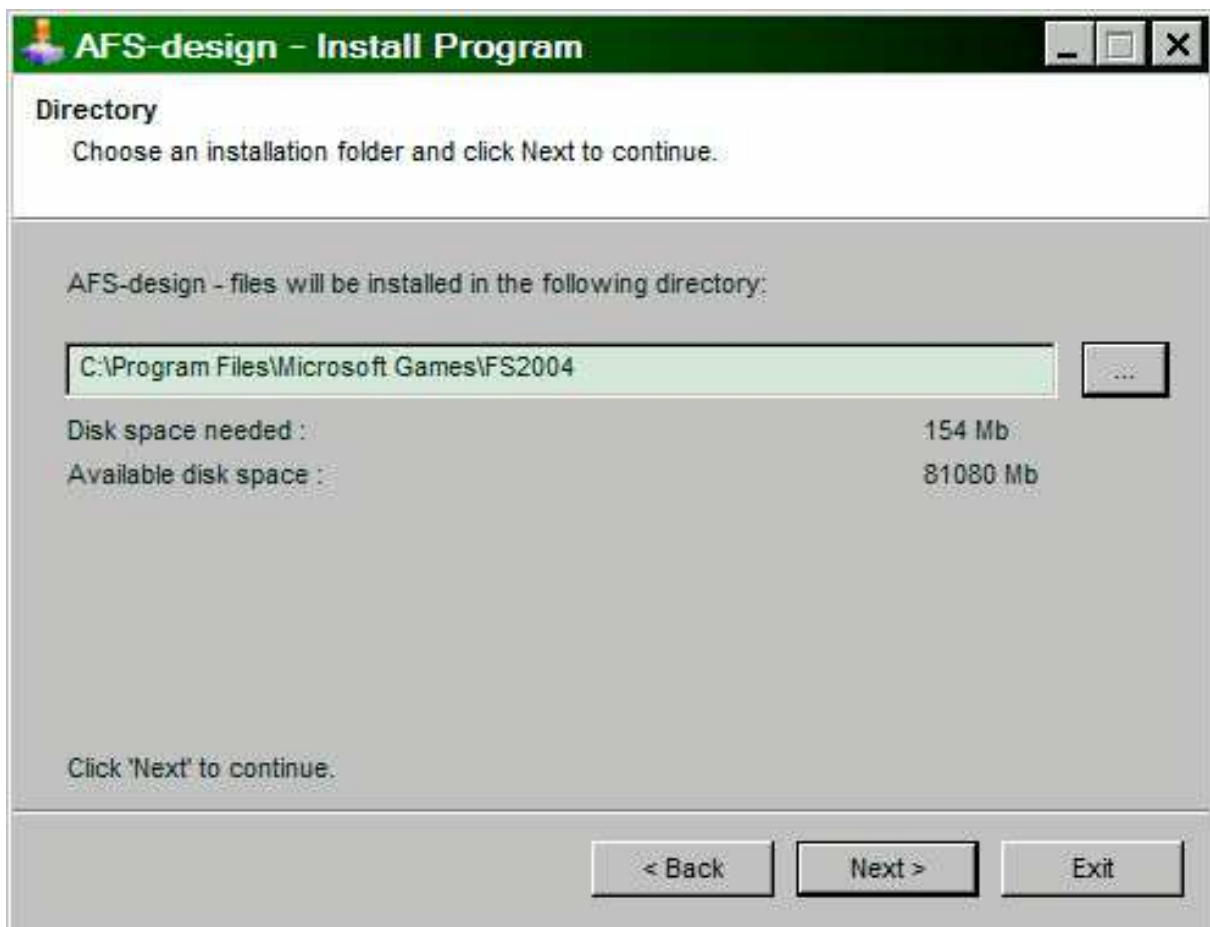 AFS-design - Install Program
Directory
Choose an installation folder and click Next to continue.
AFS-design - files will be installed in the following directory:
C:\Program Files\Microsoft Games\FS2004
...
Disk space needed : 154 Mb
Available disk space : 81080 Mb
Click 'Next' to continue.
< Back Next > Exit